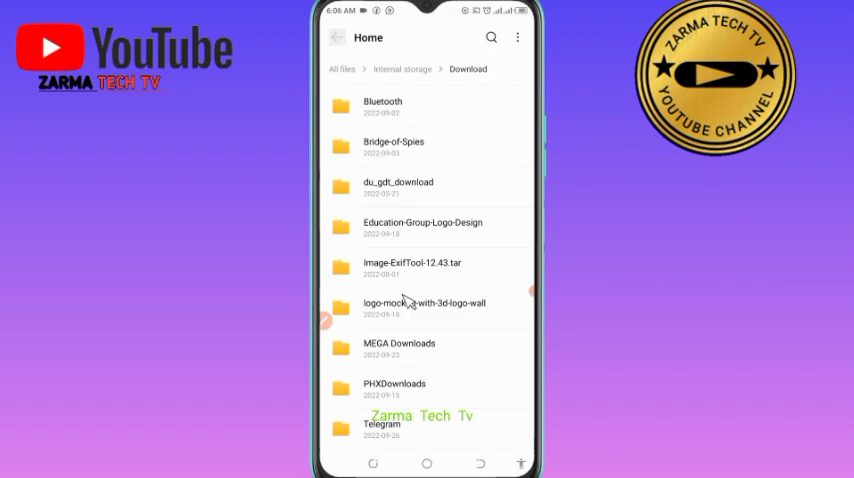 YouTube
ZARMA TECH TV
6:06 AM
Home
All files > Internal storage > Download
Bluetooth
2022-09-02
Bridge-of-Spies
2022-09-03
du_gdt_download
2022-05-21
Education-Group-Logo-Design
2022-09-18
Image-ExifTool-12.43.tar
2022-08-01
logo-mock with-3d-logo-wall
2022-09-18
MEGA Downloads
2022-09-23
PHXDownloads
2022-09-15
Zarma Tech Tv
Telegram
2022-09-26
ZARMA TECH TV
YOUTUBE CHANNEL